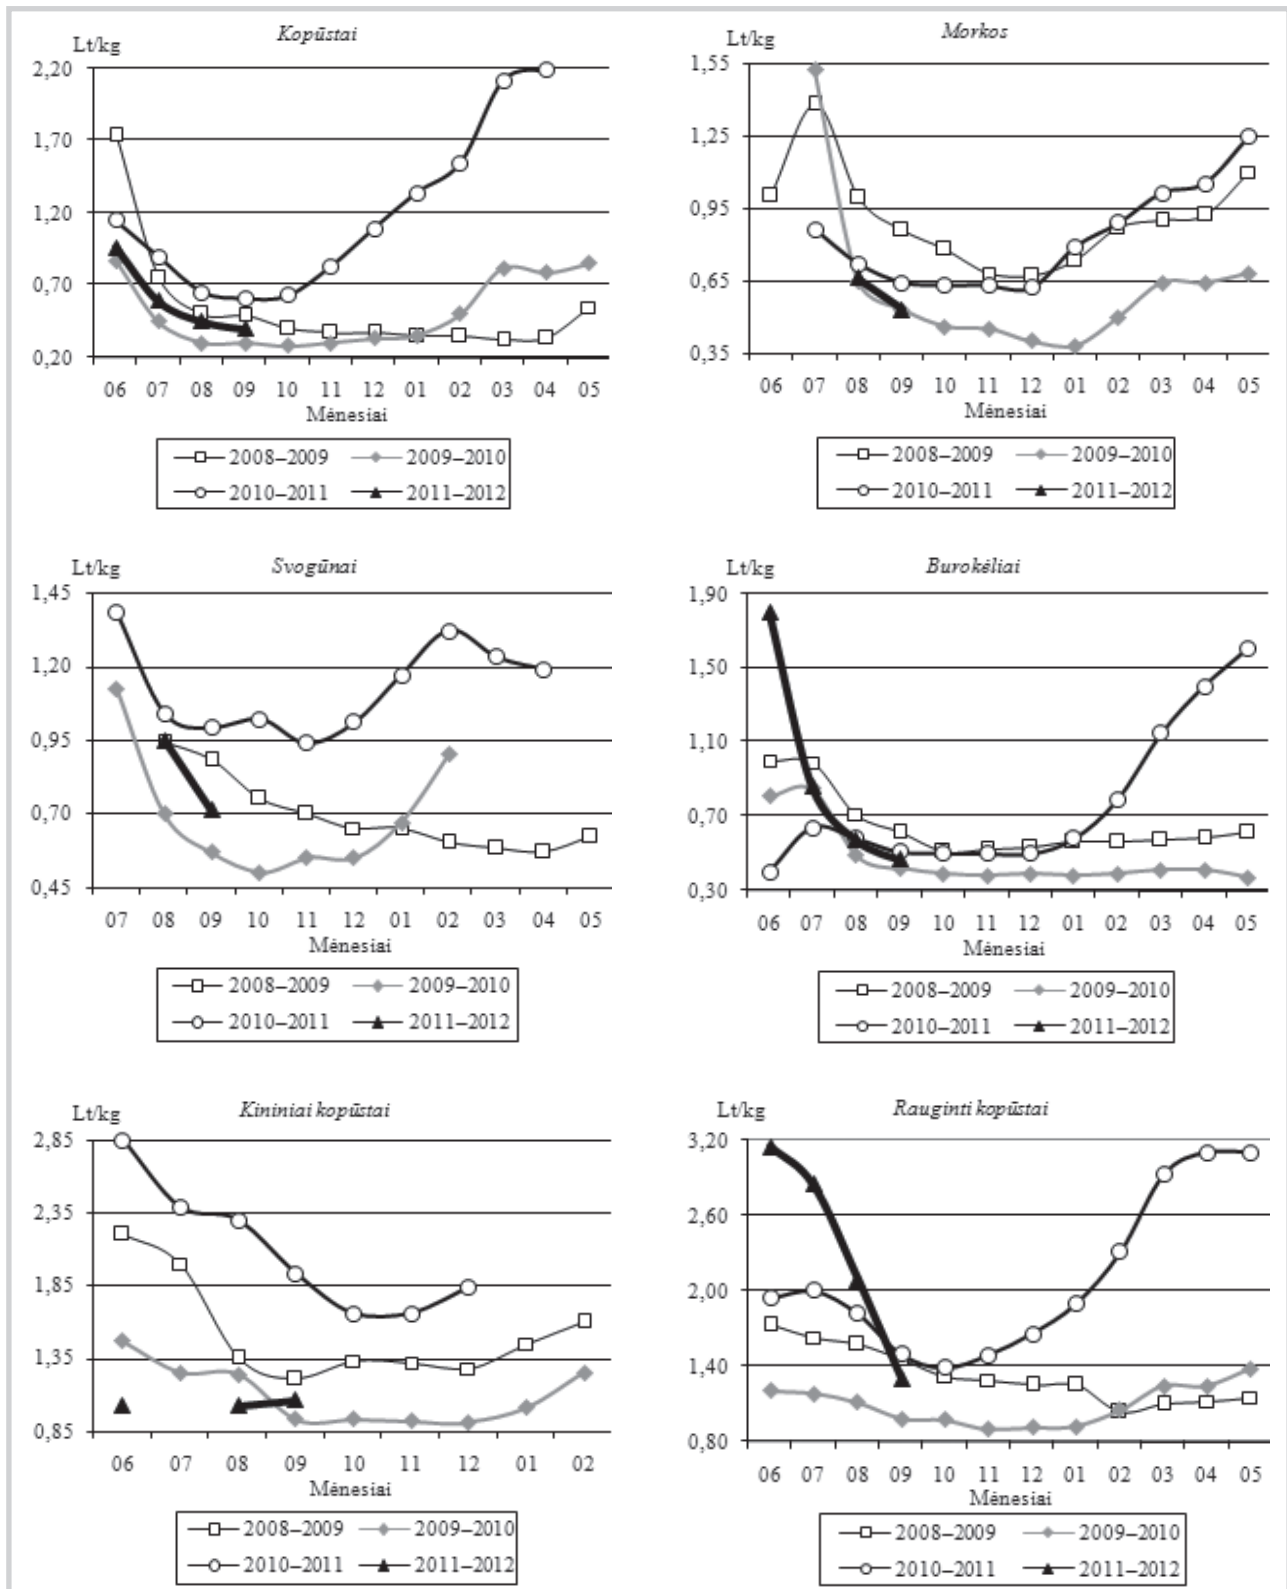 Kopūstai
Lt/kg
2,20
1,70
1,20
0,70
0,20
06 07 08 09 10 11 12 01 02 03 04 05
Mėnesiai
2008–2009 2009–2010
2010–2011 2011–2012
Morkos
Lt/kg
1,55
1,25
0,95
0,65
0,35
06 07 08 09 10 11 12 01 02 03 04 05
Mėnesiai
2008–2009 2009–2010
2010–2011 2011–2012
Svogūnai
Lt/kg
1,45
1,20
0,95
0,70
0,45
07 08 09 10 11 12 01 02 03 04 05
Mėnesiai
2008–2009 2009–2010
2010–2011 2011–2012
Burokėliai
Lt/kg
1,90
1,50
1,10
0,70
0,30
06 07 08 09 10 11 12 01 02 03 04 05
Mėnesiai
2008–2009 2009–2010
2010–2011 2011–2012
Kininiai kopūstai
Lt/kg
2,85
2,35
1,85
1,35
0,85
06 07 08 09 10 11 12 01 02
Mėnesiai
2008–2009 2009–2010
2010–2011 2011–2012
Rauginti kopūstai
Lt/kg
3,20
2,60
2,00
1,40
0,80
06 07 08 09 10 11 12 01 02 03 04 05
Mėnesiai
2008–2009 2009–2010
2010–2011 2011–2012